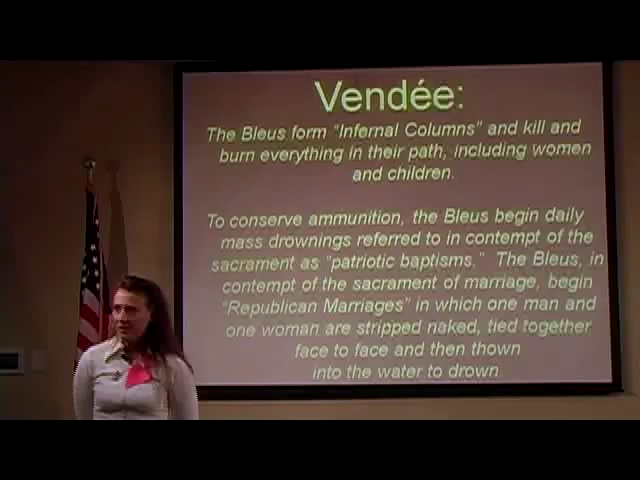 Vendée:
The Bleus form "Infernal Columns" and kill and
burn everything in their path, including women
and children.
To conserve ammunition, the Bleus begin daily
mass drownings referred to in contempt of the
sacrament as "patriotic baptisms." The Bleus, in
contempt of the sacrament of marriage, begin
"Republican Marriages" in which one man and
one woman are stripped naked, tied together
face to face and then thown
into the water to drown